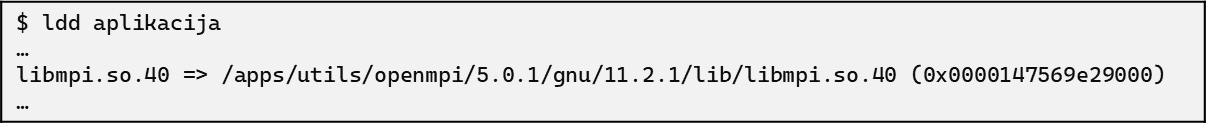 $ ldd aplikacija
…
libmpi.so.40 => /apps/utils/openmpi/5.0.1/gnu/11.2.1/lib/libmpi.so.40 (0x0000147569e29000)
…